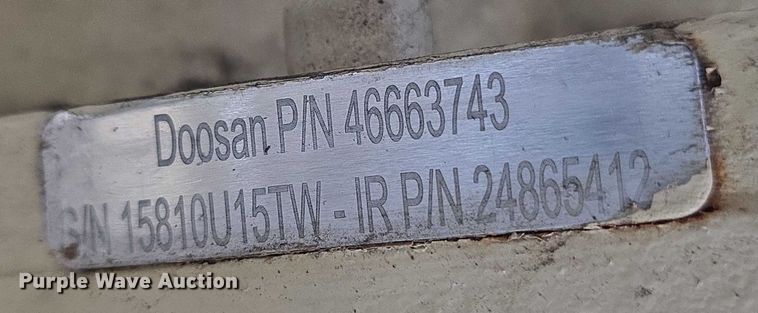 Doosan P/N 46663743
S/N 15810U15TW - IR P/N 24865412
Purple Wave Auction